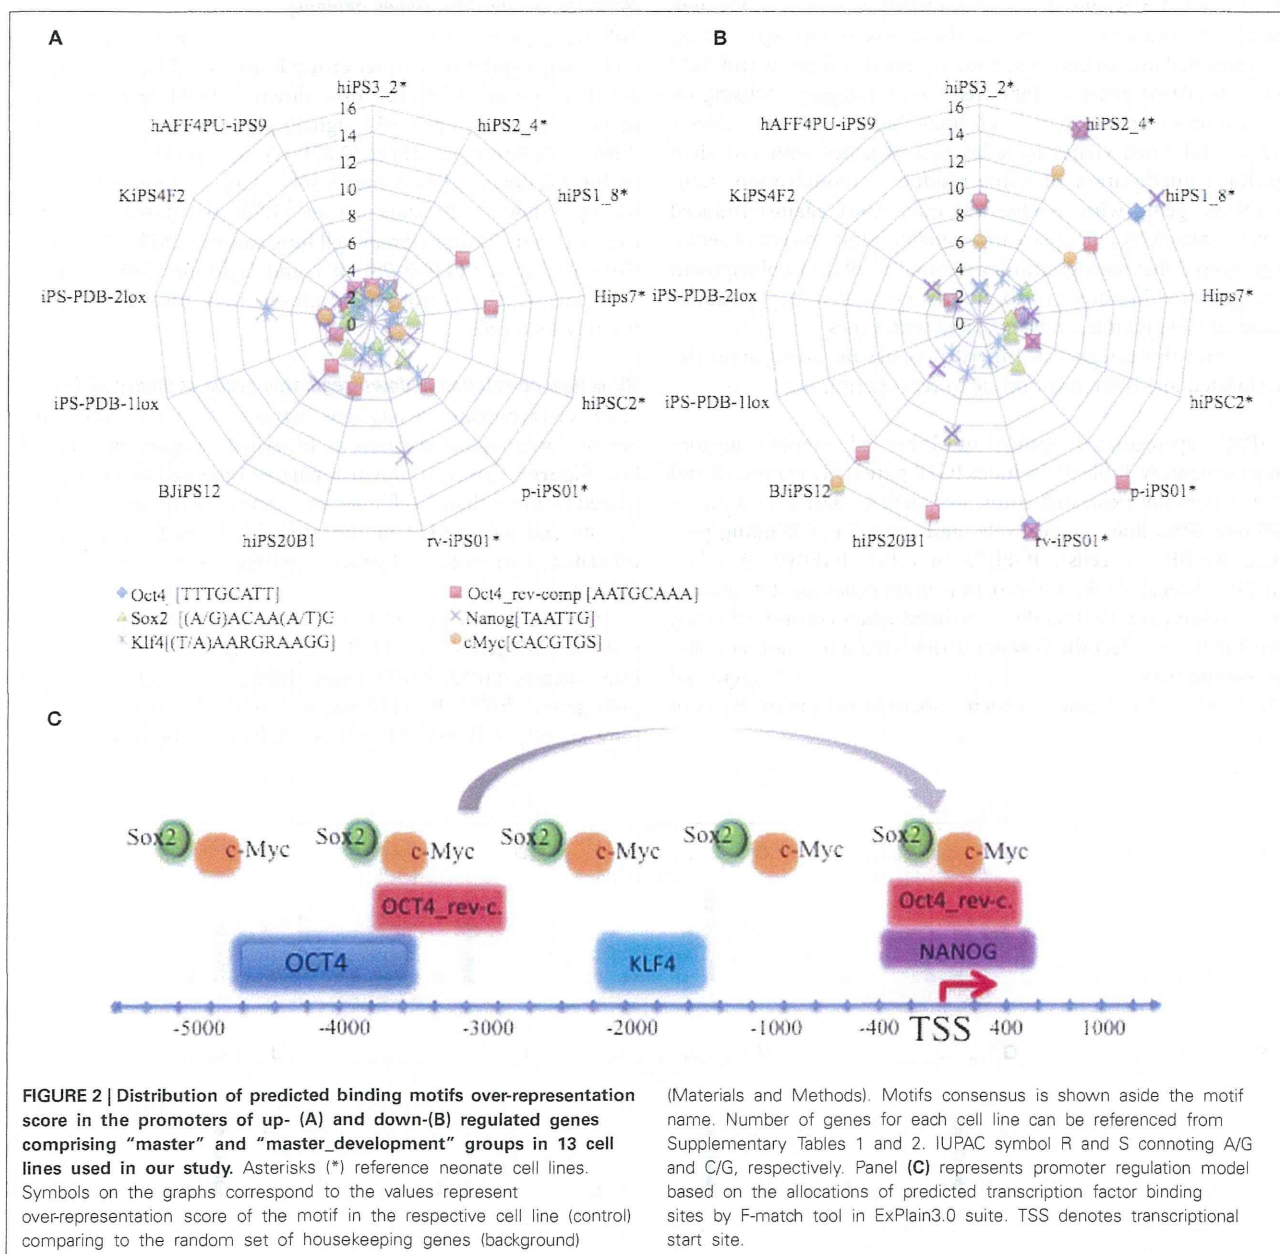 A
hiPS3_2*
hiPS2_4*
hiPS1_8*
Hips7*
hiPSC2*
p-iPS01*
rv-iPS01*
hiPS20B1
BJiPS12
iPS-PDB-1lox
iPS-PDB-2lox
KiPS4F2
hAFF4PU-iPS9
16
14
12
10
8
6
4
2
0
B
hiPS3_2*
hiPS2_4*
hiPS1_8*
Hips7*
hiPSC2*
p-iPS01*
rv-iPS01*
hiPS20B1
BJiPS12
iPS-PDB-1lox
iPS-PDB-2lox
KiPS4F2
hAFF4PU-iPS9
16
14
12
10
8
6
4
2
0
Oct4 [TTTGCATT]
Oct4_rev-comp [AATGCAAA]
Sox2 [(A/G)ACAA(A/T)G
Nanog[TAATTG]
Klf4[(T/A)AARGRAAGG]
cMyc[CACGTGS]
C
Sox2 c-Myc
Sox2 c-Myc
Sox2 c-Myc
Sox2 c-Myc
Sox2 c-Myc
OCT4_rev-c.
Oct4_rev-c.
OCT4
KLF4
NANOG
-5000 -4000 -3000 -2000 -1000 -400 TSS 400 1000
FIGURE 2 | Distribution of predicted binding motifs over-representation
score in the promoters of up- (A) and down-(B) regulated genes
comprising “master” and “master_development” groups in 13 cell
lines used in our study. Asterisks (*) reference neonate cell lines.
Symbols on the graphs correspond to the values represent
over-representation score of the motif in the respective cell line (control)
comparing to the random set of housekeeping genes (background)
(Materials and Methods). Motifs consensus is shown aside the motif
name. Number of genes for each cell line can be referenced from
Supplementary Tables 1 and 2. IUPAC symbol R and S connoting A/G
and C/G, respectively. Panel (C) represents promoter regulation model
based on the allocations of predicted transcription factor binding
sites by F-match tool in ExPlain3.0 suite. TSS denotes transcriptional
start site.